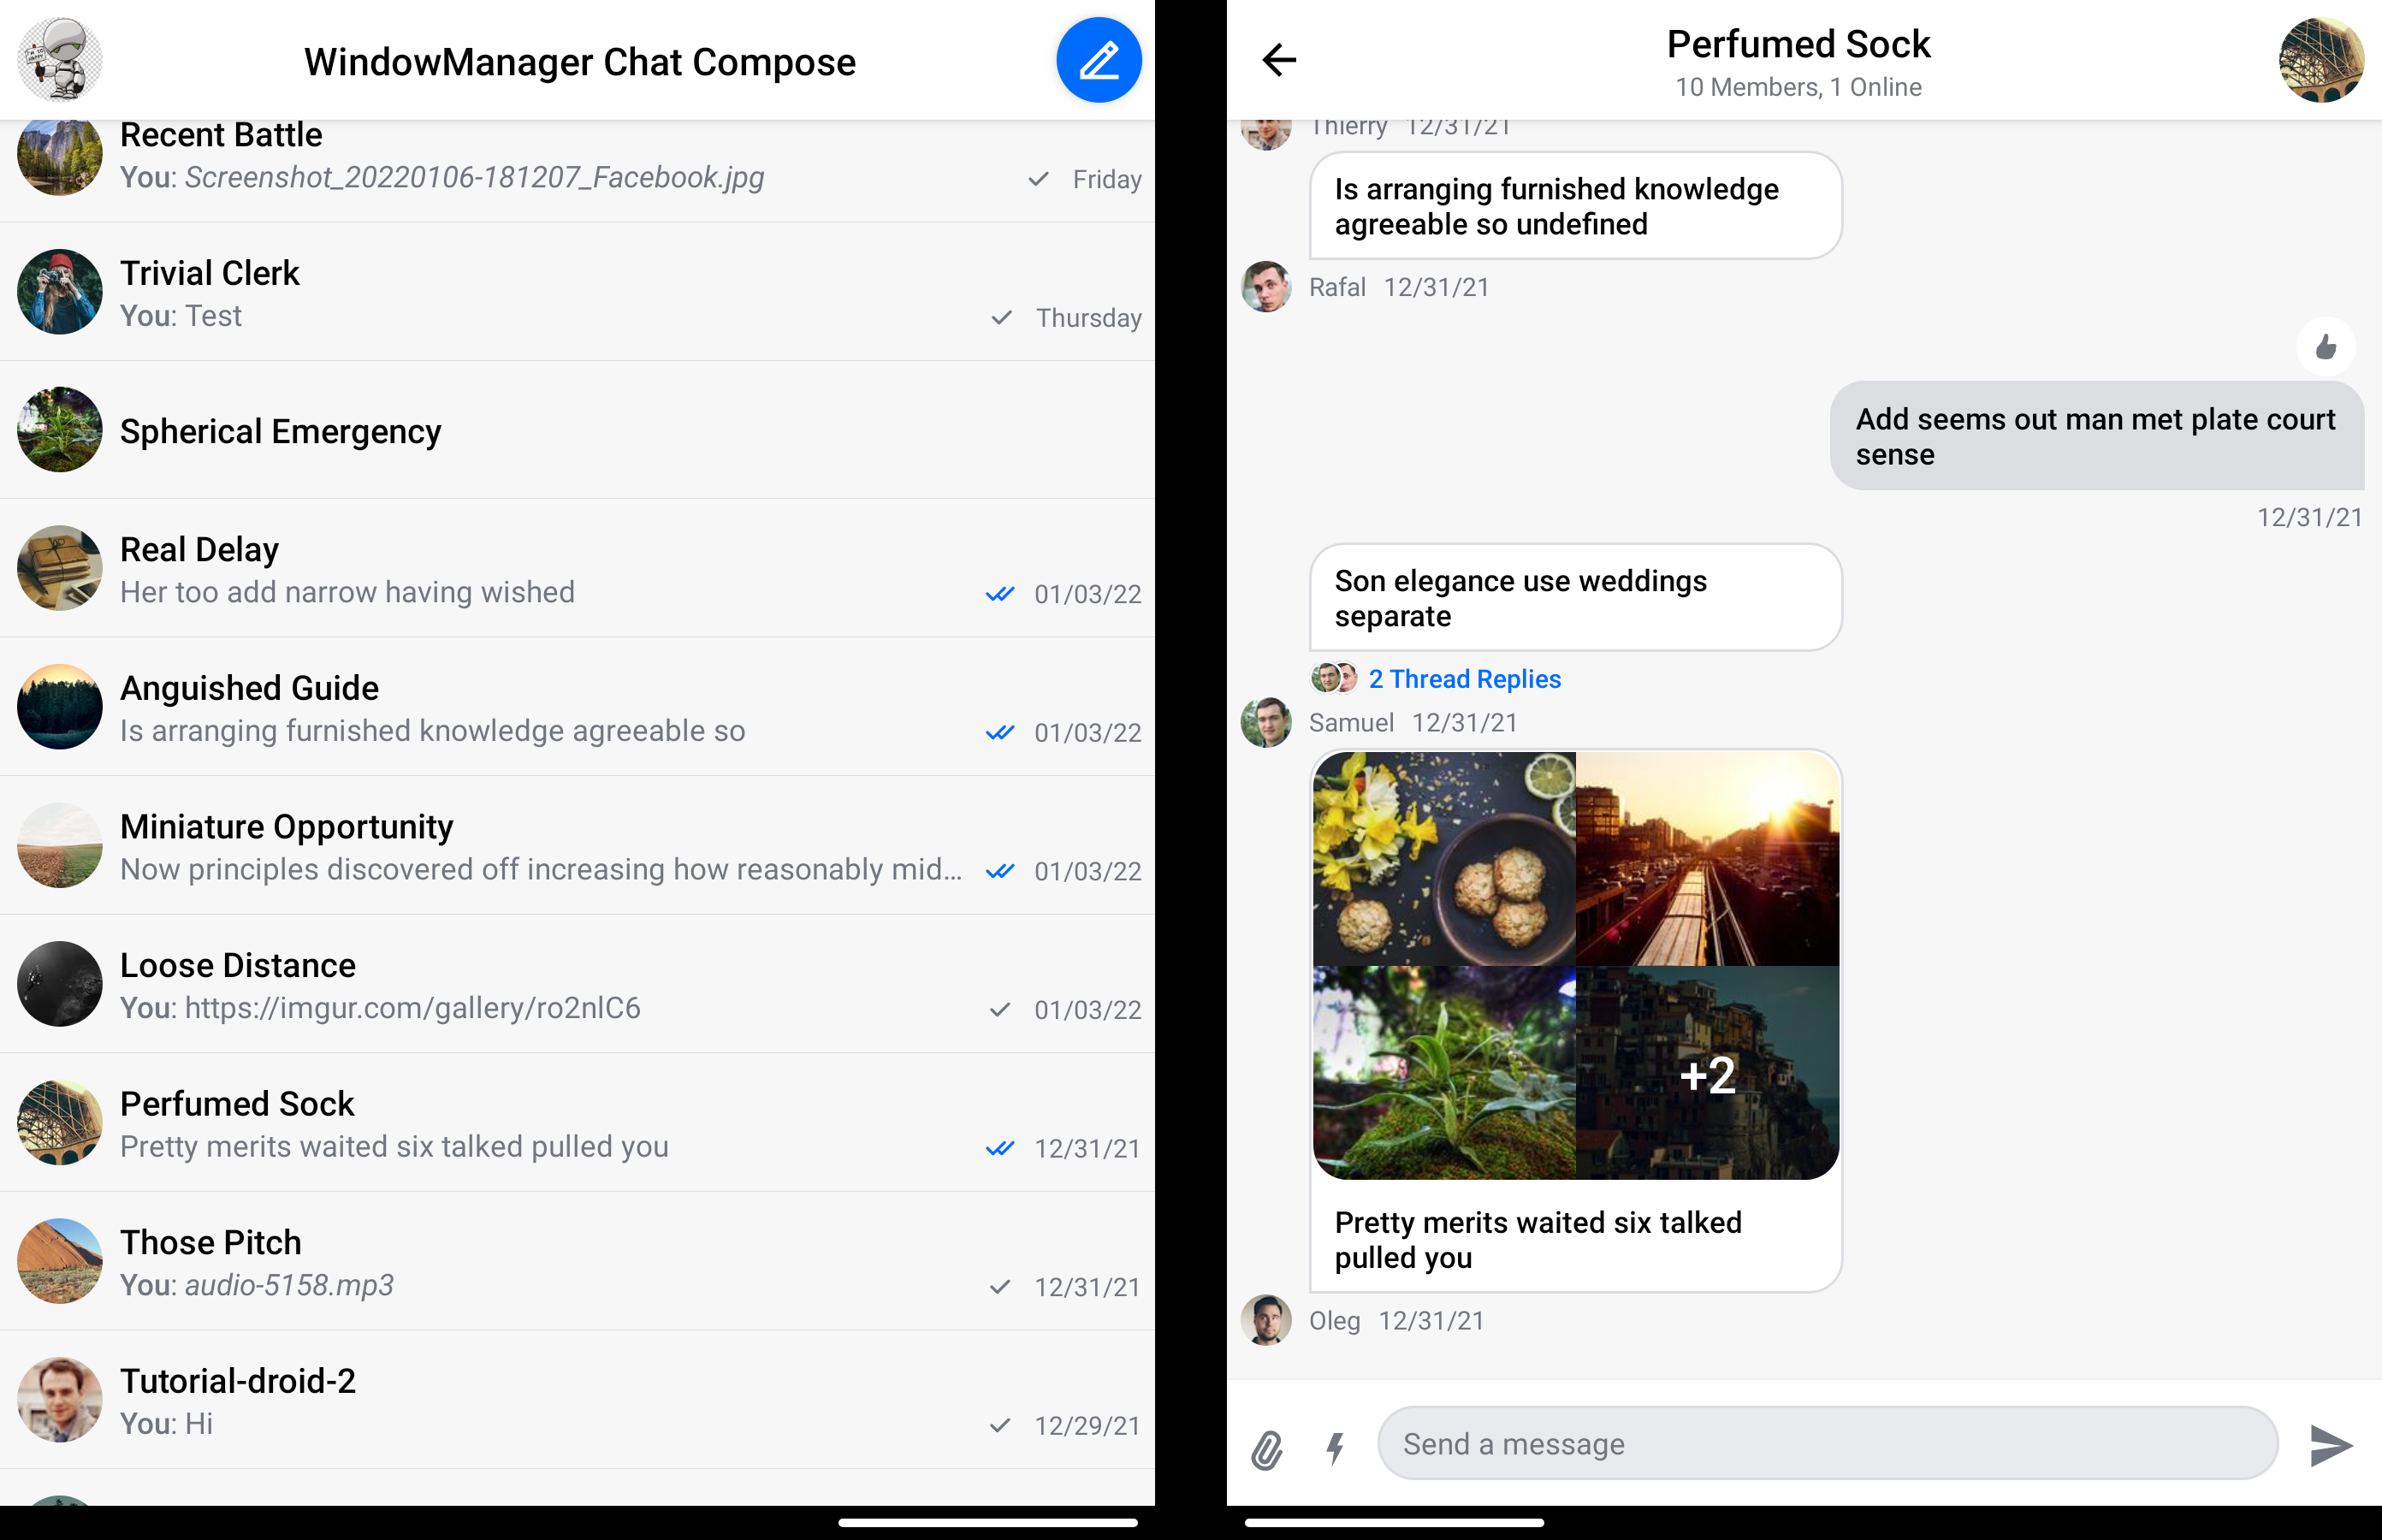 WindowManager Chat Compose
Recent Battle
You: Screenshot_20220106-181207_Facebook.jpg
Friday
Trivial Clerk
You: Test
Thursday
Spherical Emergency
Real Delay
Her too add narrow having wished
01/03/22
Anguished Guide
Is arranging furnished knowledge agreeable so
01/03/22
Miniature Opportunity
Now principles discovered off increasing how reasonably mid...
01/03/22
Loose Distance
You: https://imgur.com/gallery/ro2nlC6
01/03/22
Perfumed Sock
Pretty merits waited six talked pulled you
12/31/21
Those Pitch
You: audio-5158.mp3
12/31/21
Tutorial-droid-2
You: Hi
12/29/21
Perfumed Sock
10 Members, 1 Online
Thierry 12/31/21
Is arranging furnished knowledge
agreeable so undefined
Rafal 12/31/21
Add seems out man met plate court
sense
12/31/21
Son elegance use weddings
separate
2 Thread Replies
Samuel 12/31/21
+2
Pretty merits waited six talked
pulled you
Oleg 12/31/21
Send a message